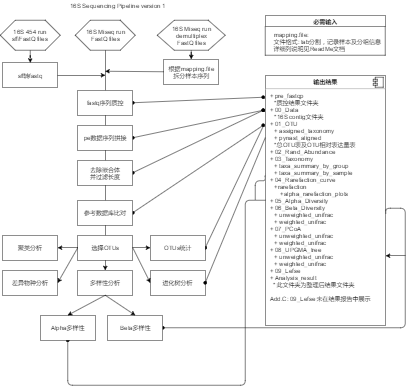 16S Sequencing Pipeline version 1
16S 454 run
sff/FastQ files
16S Miseq run
FastQ files
16S Miseq run
demultiplex
FastQ files
必需输入
mapping.file:
文件格式: tab分割，记录样本及分组信息
详细列说明见ReadMe文档
sff转fastq
根据mapping.file
拆分样本序列
fastq序列质控
pe数据序列拼接
去除嵌合体
并过滤长度
参考数据库比对
聚类分析
选择OTUs
OTUs统计
差异物种分析
多样性分析
进化树分析
Alpha多样性
Beta多样性
输出结果
+ pre_fastqp
*质控结果文件夹
+ 00_Data
*16S contig文件夹
+ 01_OTU
+ assigned_taxonomy
+ pynast_aligned
*总OTU表及OTU相对表达量表
+ 02_Rand_Abundance
+ 03_Taxonomy
+ taxa_summary_by_group
+ taxa_summary_by_sample
+ 04_Rarefaction_curve
+rarefaction
+alpha_rarefaction_plots
+ 05_Alpha_Diversity
+ 06_Beta_Diversity
+ unweighted_unifrac
+ weighted_unifrac
+ 07_PCoA
+ unweighted_unifrac
+ weighted_unifrac
+ 08_UPGMA_tree
+ unweighted_unifrac
+ weighted_unifrac
+ 09_Lefse
+ Analysis_result
* 此文件夹为整理后结果文件夹
Add.C: 09_Lefse未在结果报告中展示